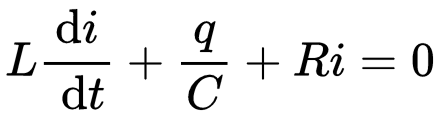 L di/dt + q/C + Ri = 0